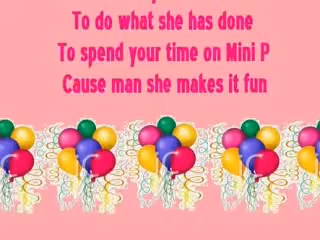 To do what she has done
To spend your time on Mini P
Cause man she makes it fun